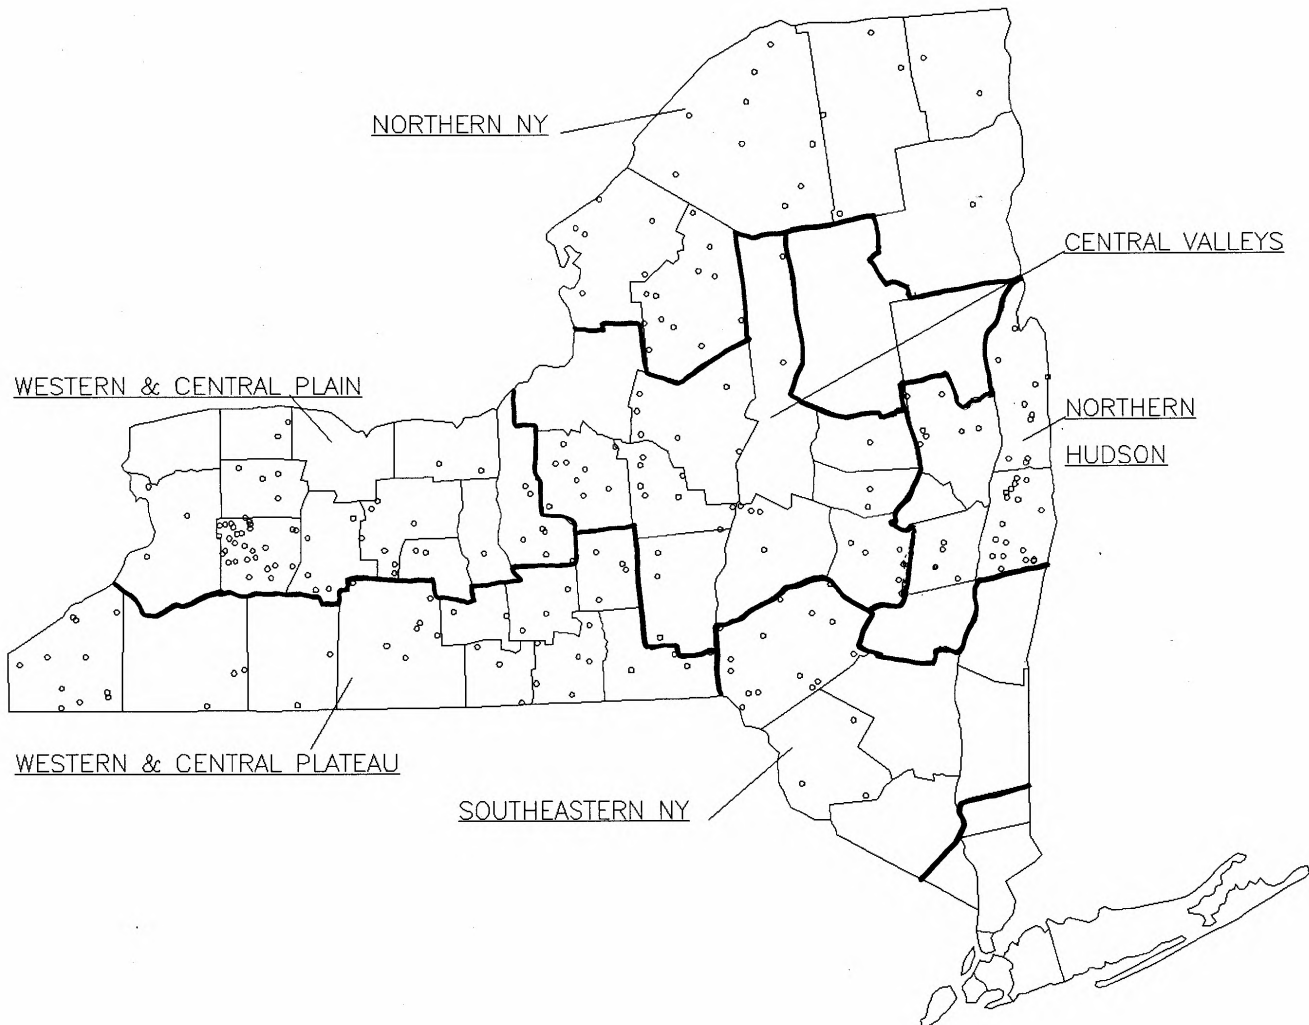 NORTHERN NY
CENTRAL VALLEYS
WESTERN & CENTRAL PLAIN
NORTHERN
HUDSON
WESTERN & CENTRAL PLATEAU
SOUTHEASTERN NY